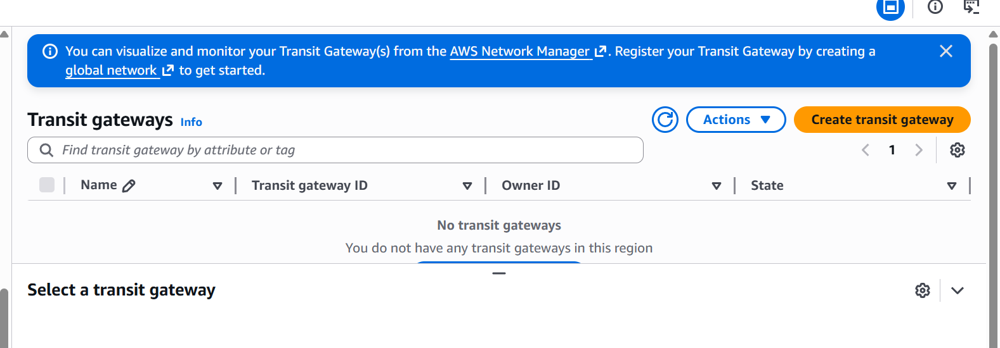 You can visualize and monitor your Transit Gateway(s) from the AWS Network Manager . Register your Transit Gateway by creating a
global network to get started.
Transit gateways Info
Actions
Create transit gateway
Find transit gateway by attribute or tag
1
Name Transit gateway ID Owner ID State
No transit gateways
You do not have any transit gateways in this region
Select a transit gateway